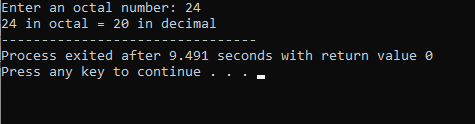 Enter an octal number: 24
24 in octal = 20 in decimal
--------------------------------
Process exited after 9.491 seconds with return value 0
Press any key to continue . . .